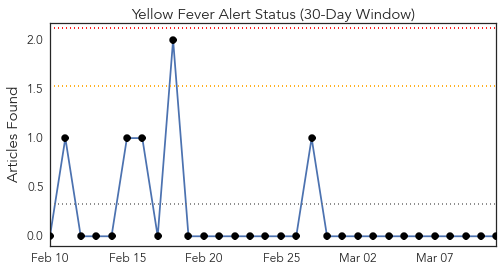 Yellow Fever Alert Status (30-Day Window)
2.0
1.5
1.0
0.5
0.0
Articles Found
Feb 10 Feb 15 Feb 20 Feb 25 Mar 02 Mar 07